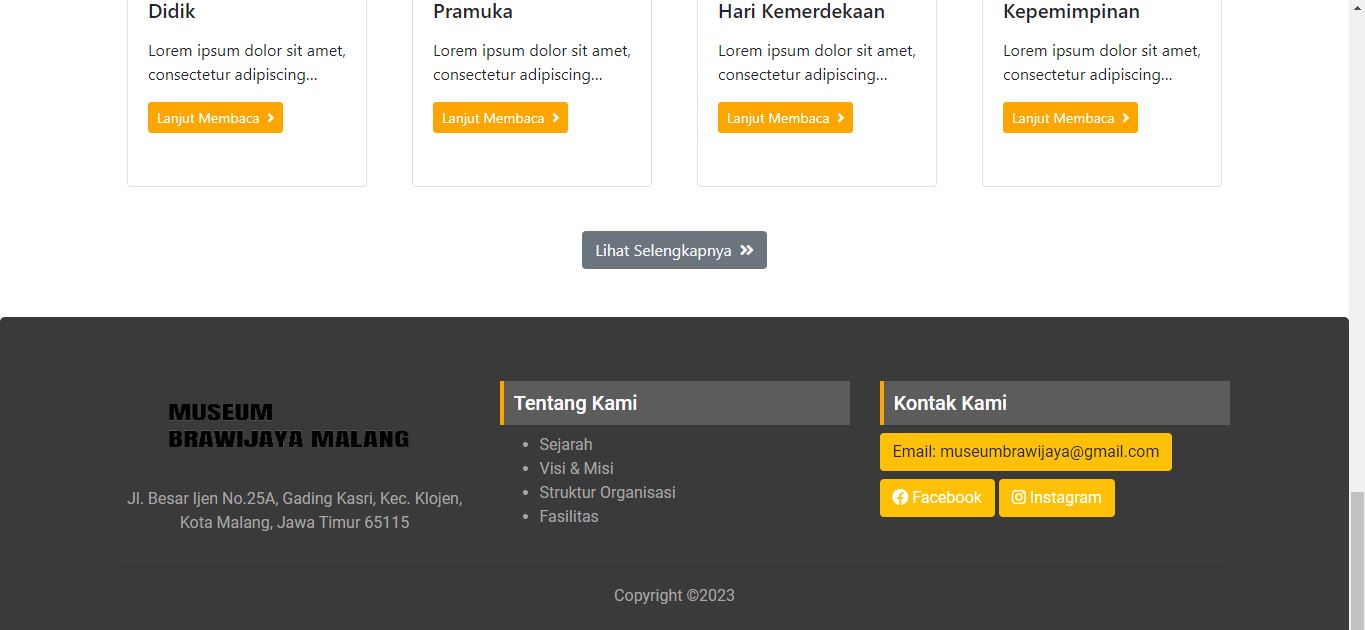 Didik
Lorem ipsum dolor sit amet,
consectetur adipiscing...
Lanjut Membaca
Pramuka
Lorem ipsum dolor sit amet,
consectetur adipiscing...
Lanjut Membaca
Hari Kemerdekaan
Lorem ipsum dolor sit amet,
consectetur adipiscing...
Lanjut Membaca
Kepemimpinan
Lorem ipsum dolor sit amet,
consectetur adipiscing...
Lanjut Membaca
Lihat Selengkapnya
MUSEUM
BRAWIJAYA MALANG
Jl. Besar Ijen No.25A, Gading Kasri, Kec. Klojen,
Kota Malang, Jawa Timur 65115
Tentang Kami
Sejarah
Visi & Misi
Struktur Organisasi
Fasilitas
Kontak Kami
Email: museumbrawijaya@gmail.com
Facebook
Instagram
Copyright ©2023